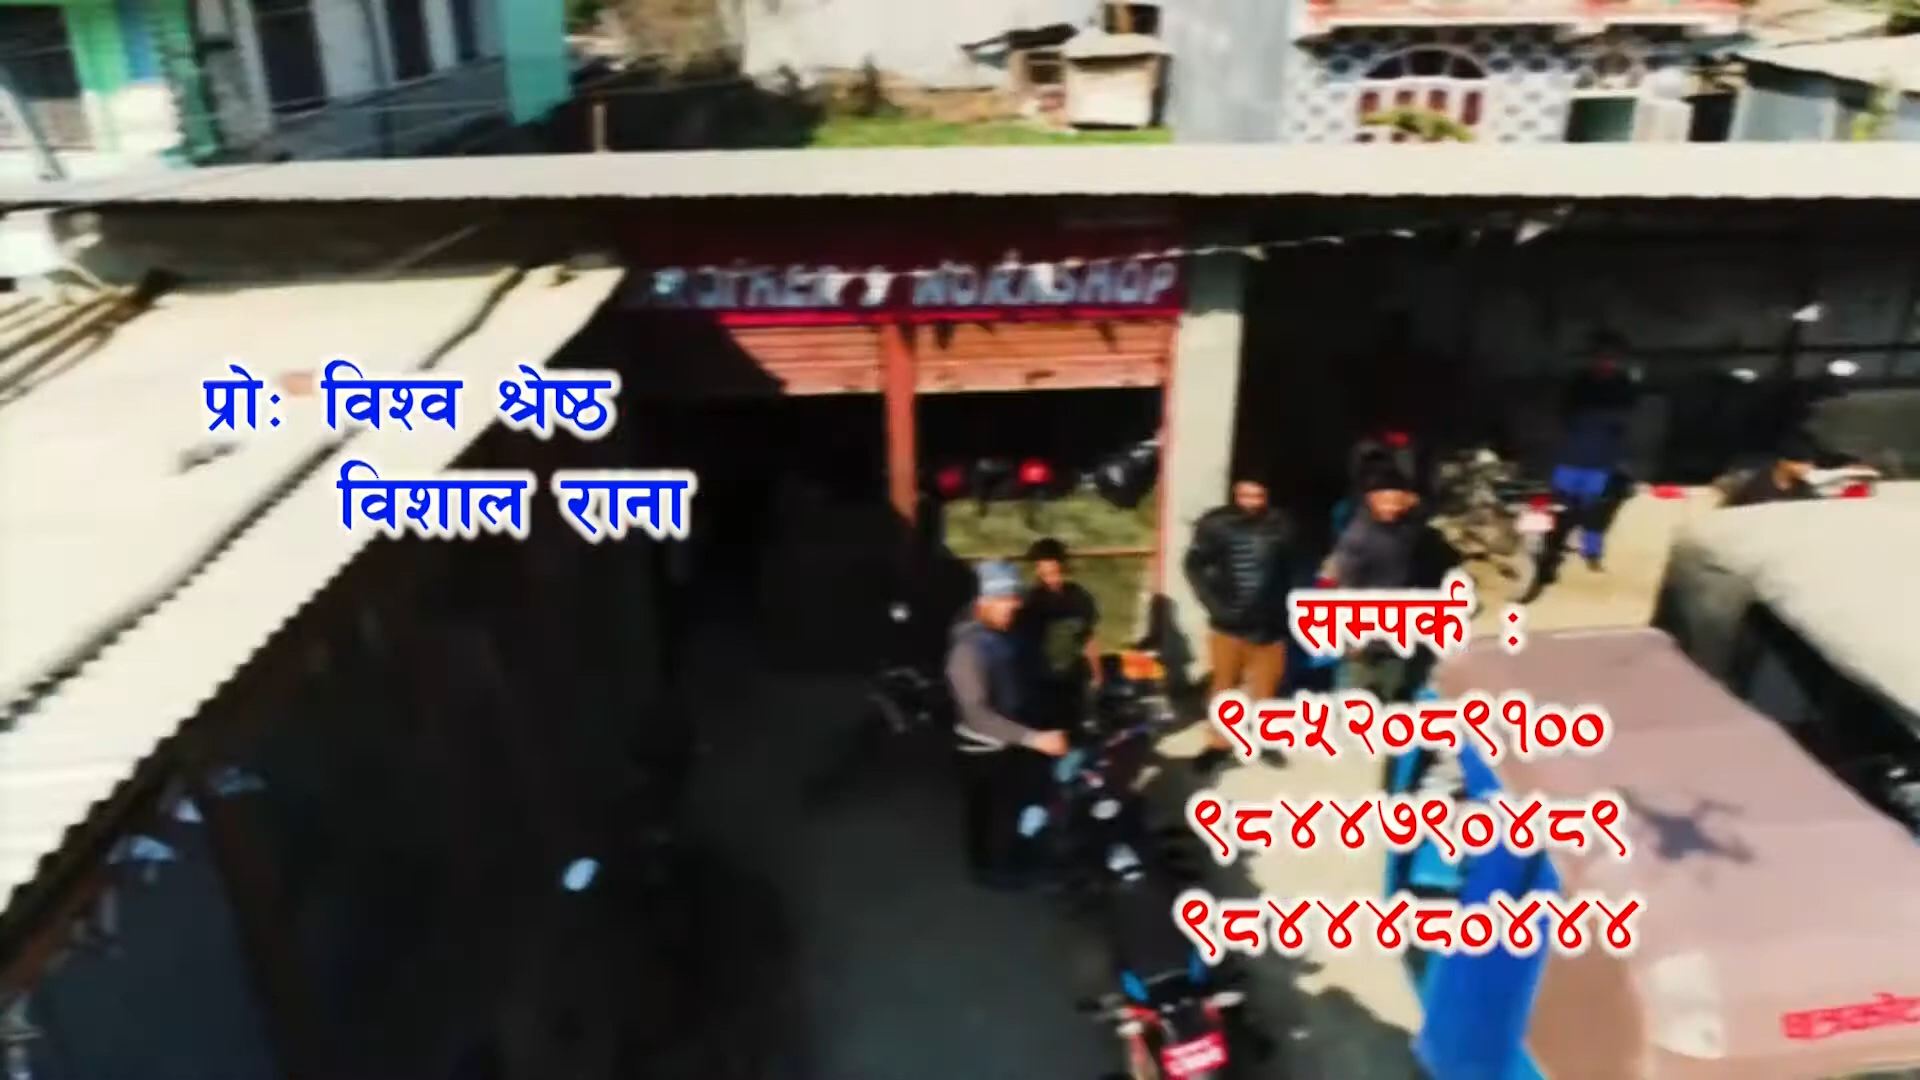 WORKSHOP
प्रो: विश्व श्रेष्ठ
विशाल राना
सम्पर्क :
९८५२०८९१००
९८४४७९०४८९
९८४४४८०४४४